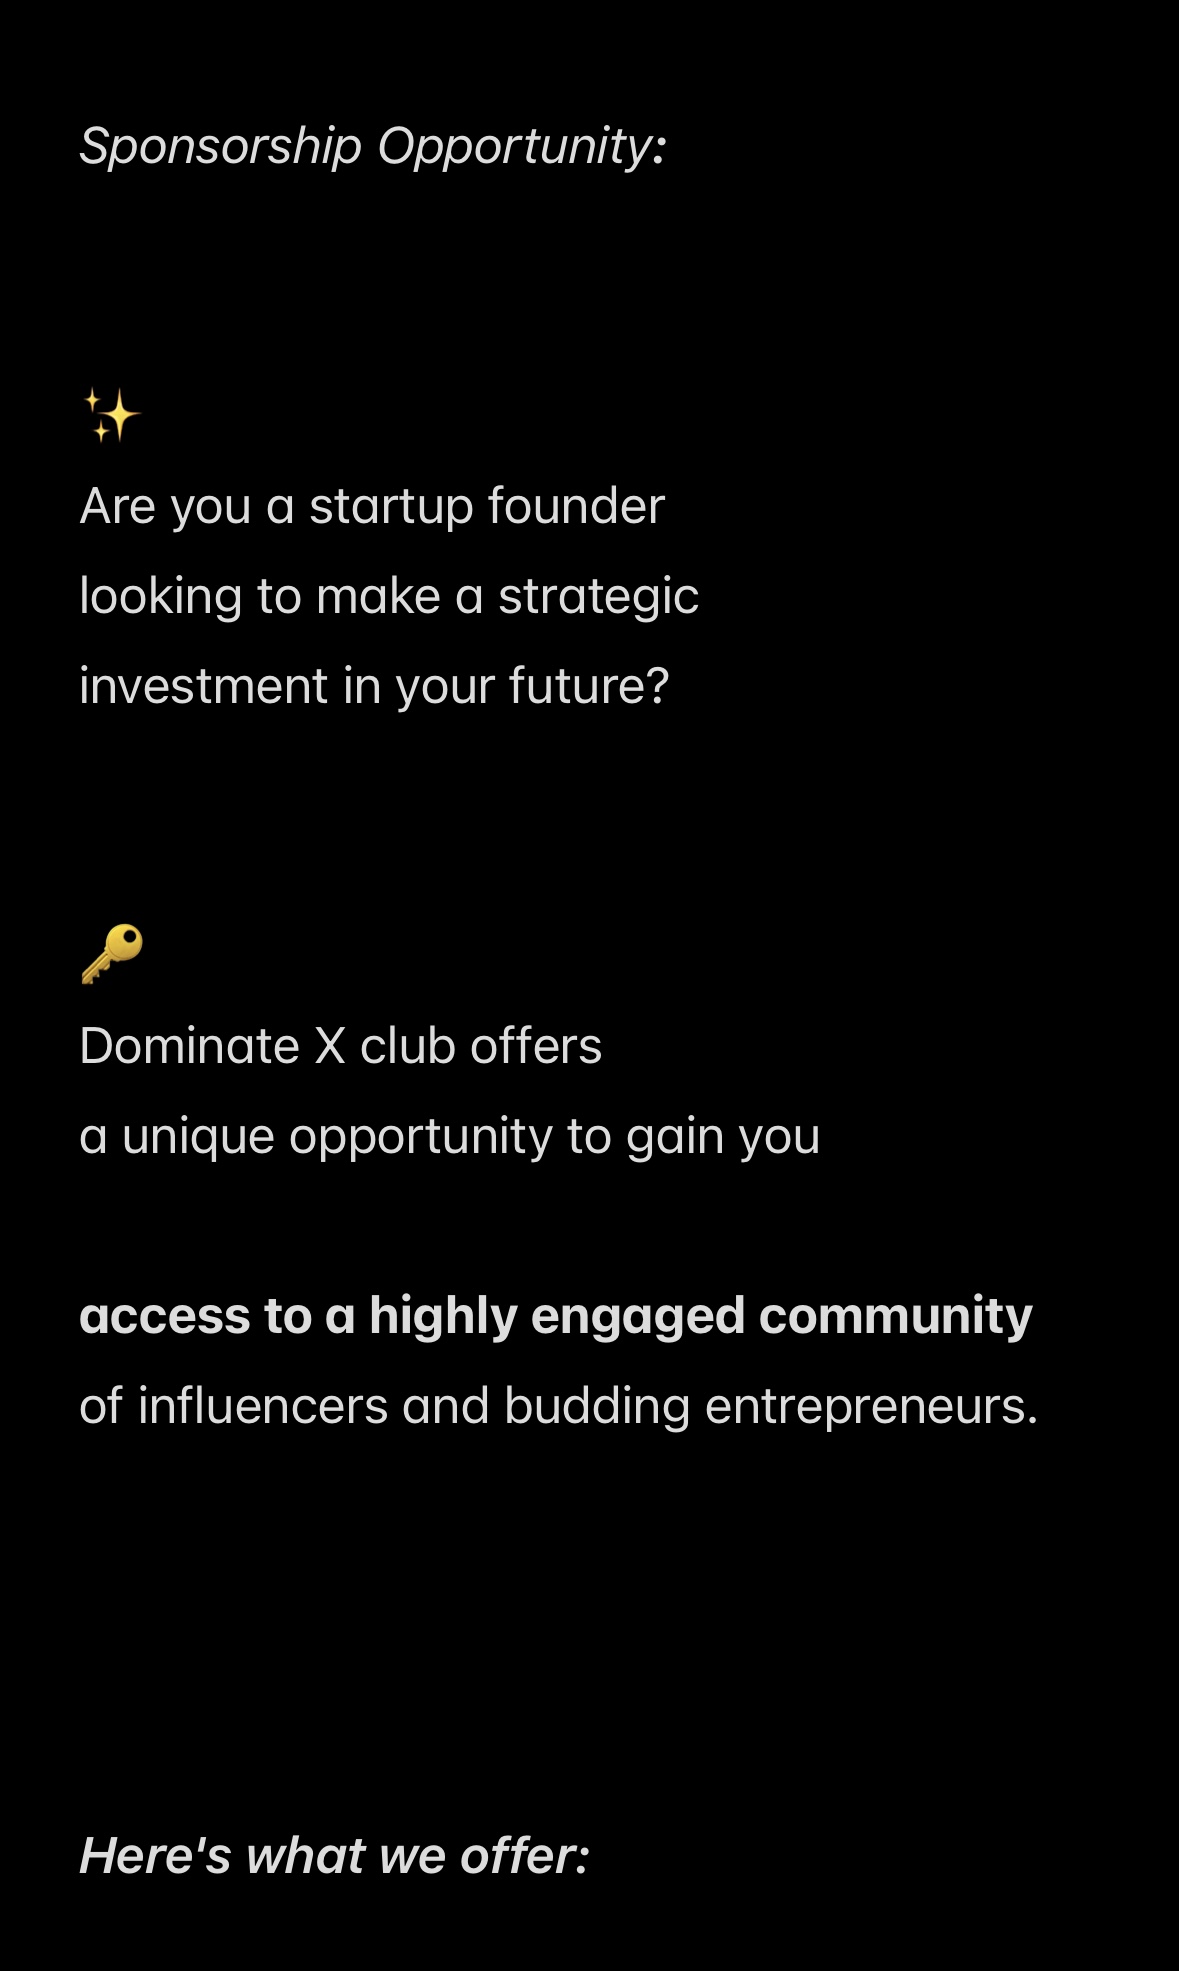 Sponsorship Opportunity:
✨
Are you a startup founder
looking to make a strategic
investment in your future?
🔑
Dominate X club offers
a unique opportunity to gain you
access to a highly engaged community
of influencers and budding entrepreneurs.
Here's what we offer: